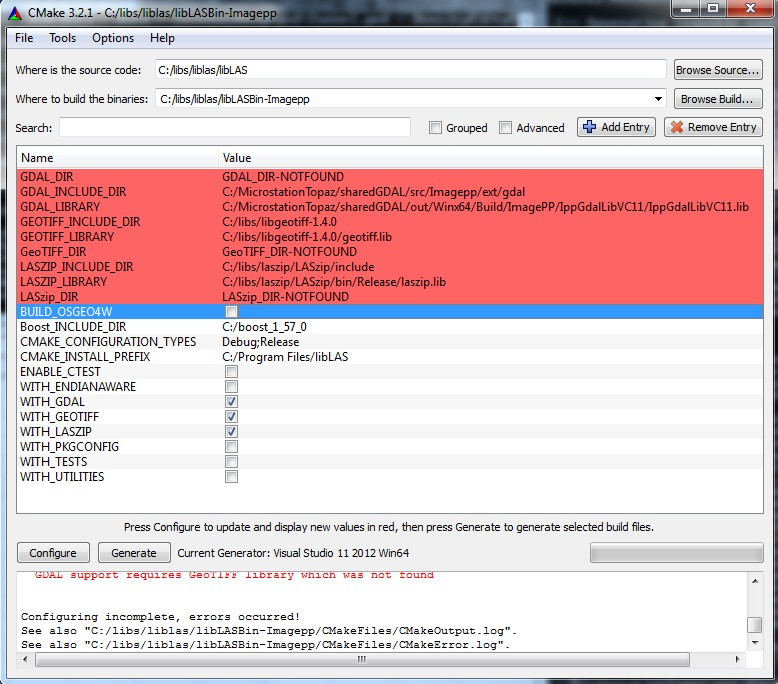 CMake 3.2.1 - C:/libs/liblas/libLASBin-Imagepp
File Tools Options Help
Where is the source code: C:/libs/liblas/libLAS Browse Source...
Where to build the binaries: C:/libs/liblas/libLASBin-Imagepp Browse Build...
Search: Grouped Advanced Add Entry Remove Entry
Name Value
GDAL_DIR GDAL_DIR-NOTFOUND
GDAL_INCLUDE_DIR C:/MicrostationTopaz/sharedGDAL/src/Imagepp/ext/gdal
GDAL_LIBRARY C:/MicrostationTopaz/sharedGDAL/out/Winx64/Build/ImagePP/IppGdalLibVC11/IppGdalLibVC11.lib
GEOTIFF_INCLUDE_DIR C:/libs/libgeotiff-1.4.0
GEOTIFF_LIBRARY C:/libs/libgeotiff-1.4.0/geotiff.lib
GeoTIFF_DIR GeoTIFF_DIR-NOTFOUND
LASZIP_INCLUDE_DIR C:/libs/laszip/LASzip/include
LASZIP_LIBRARY C:/libs/laszip/LASzip/bin/Release/laszip.lib
LASzip_DIR LASzip_DIR-NOTFOUND
BUILD_OSGEO4W
Boost_INCLUDE_DIR C:/boost_1_57_0
CMAKE_CONFIGURATION_TYPES Debug;Release
CMAKE_INSTALL_PREFIX C:/Program Files/libLAS
ENABLE_CTEST
WITH_ENDIANAWARE
WITH_GDAL
WITH_GEOTIFF
WITH_LASZIP
WITH_PKGCONFIG
WITH_TESTS
WITH_UTILITIES
Press Configure to update and display new values in red, then press Generate to generate selected build files.
Configure Generate Current Generator: Visual Studio 11 2012 Win64
GDAL support requires GeoTIFF library which was not found
Configuring incomplete, errors occurred!
See also "C:/libs/liblas/libLASBin-Imagepp/CMakeFiles/CMakeOutput.log".
See also "C:/libs/liblas/libLASBin-Imagepp/CMakeFiles/CMakeError.log".